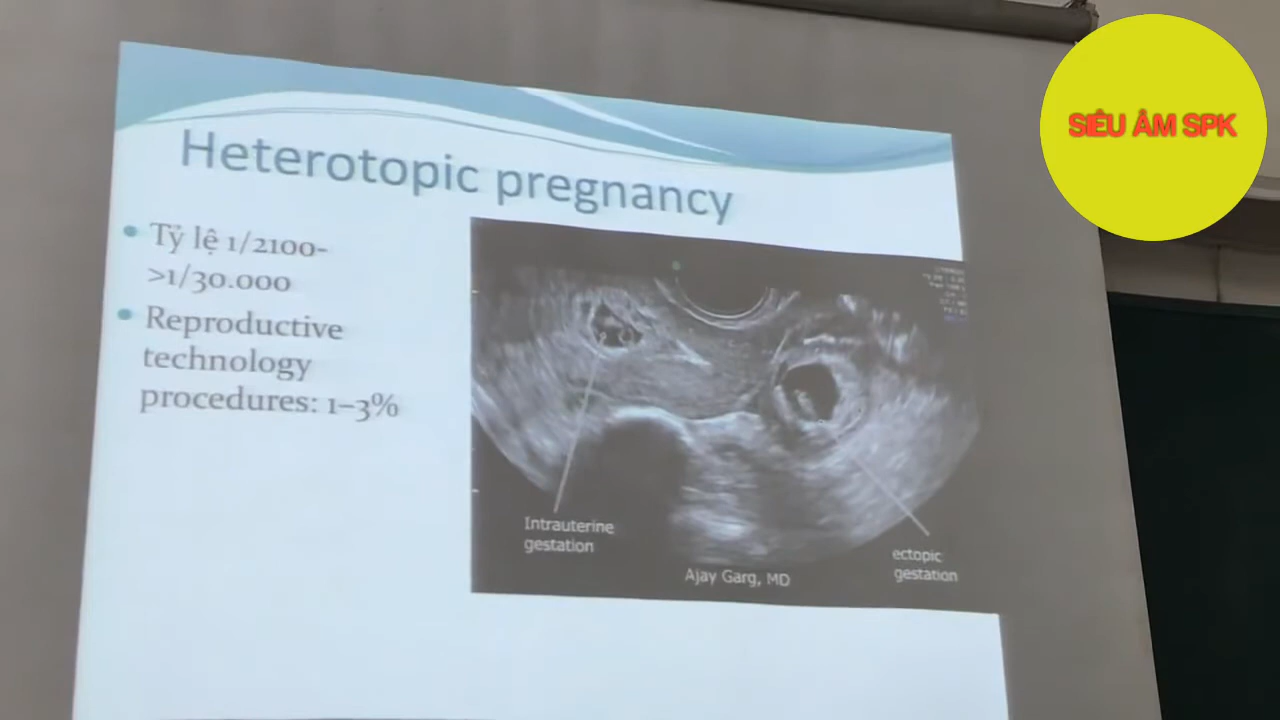 SIÊU ÂM SPK
Heterotopic pregnancy
Tỷ lệ 1/2100-
>1/30.000
Reproductive
technology
procedures: 1–3%
Intrauterine
gestation
ectopic
gestation
Ajay Garg, MD